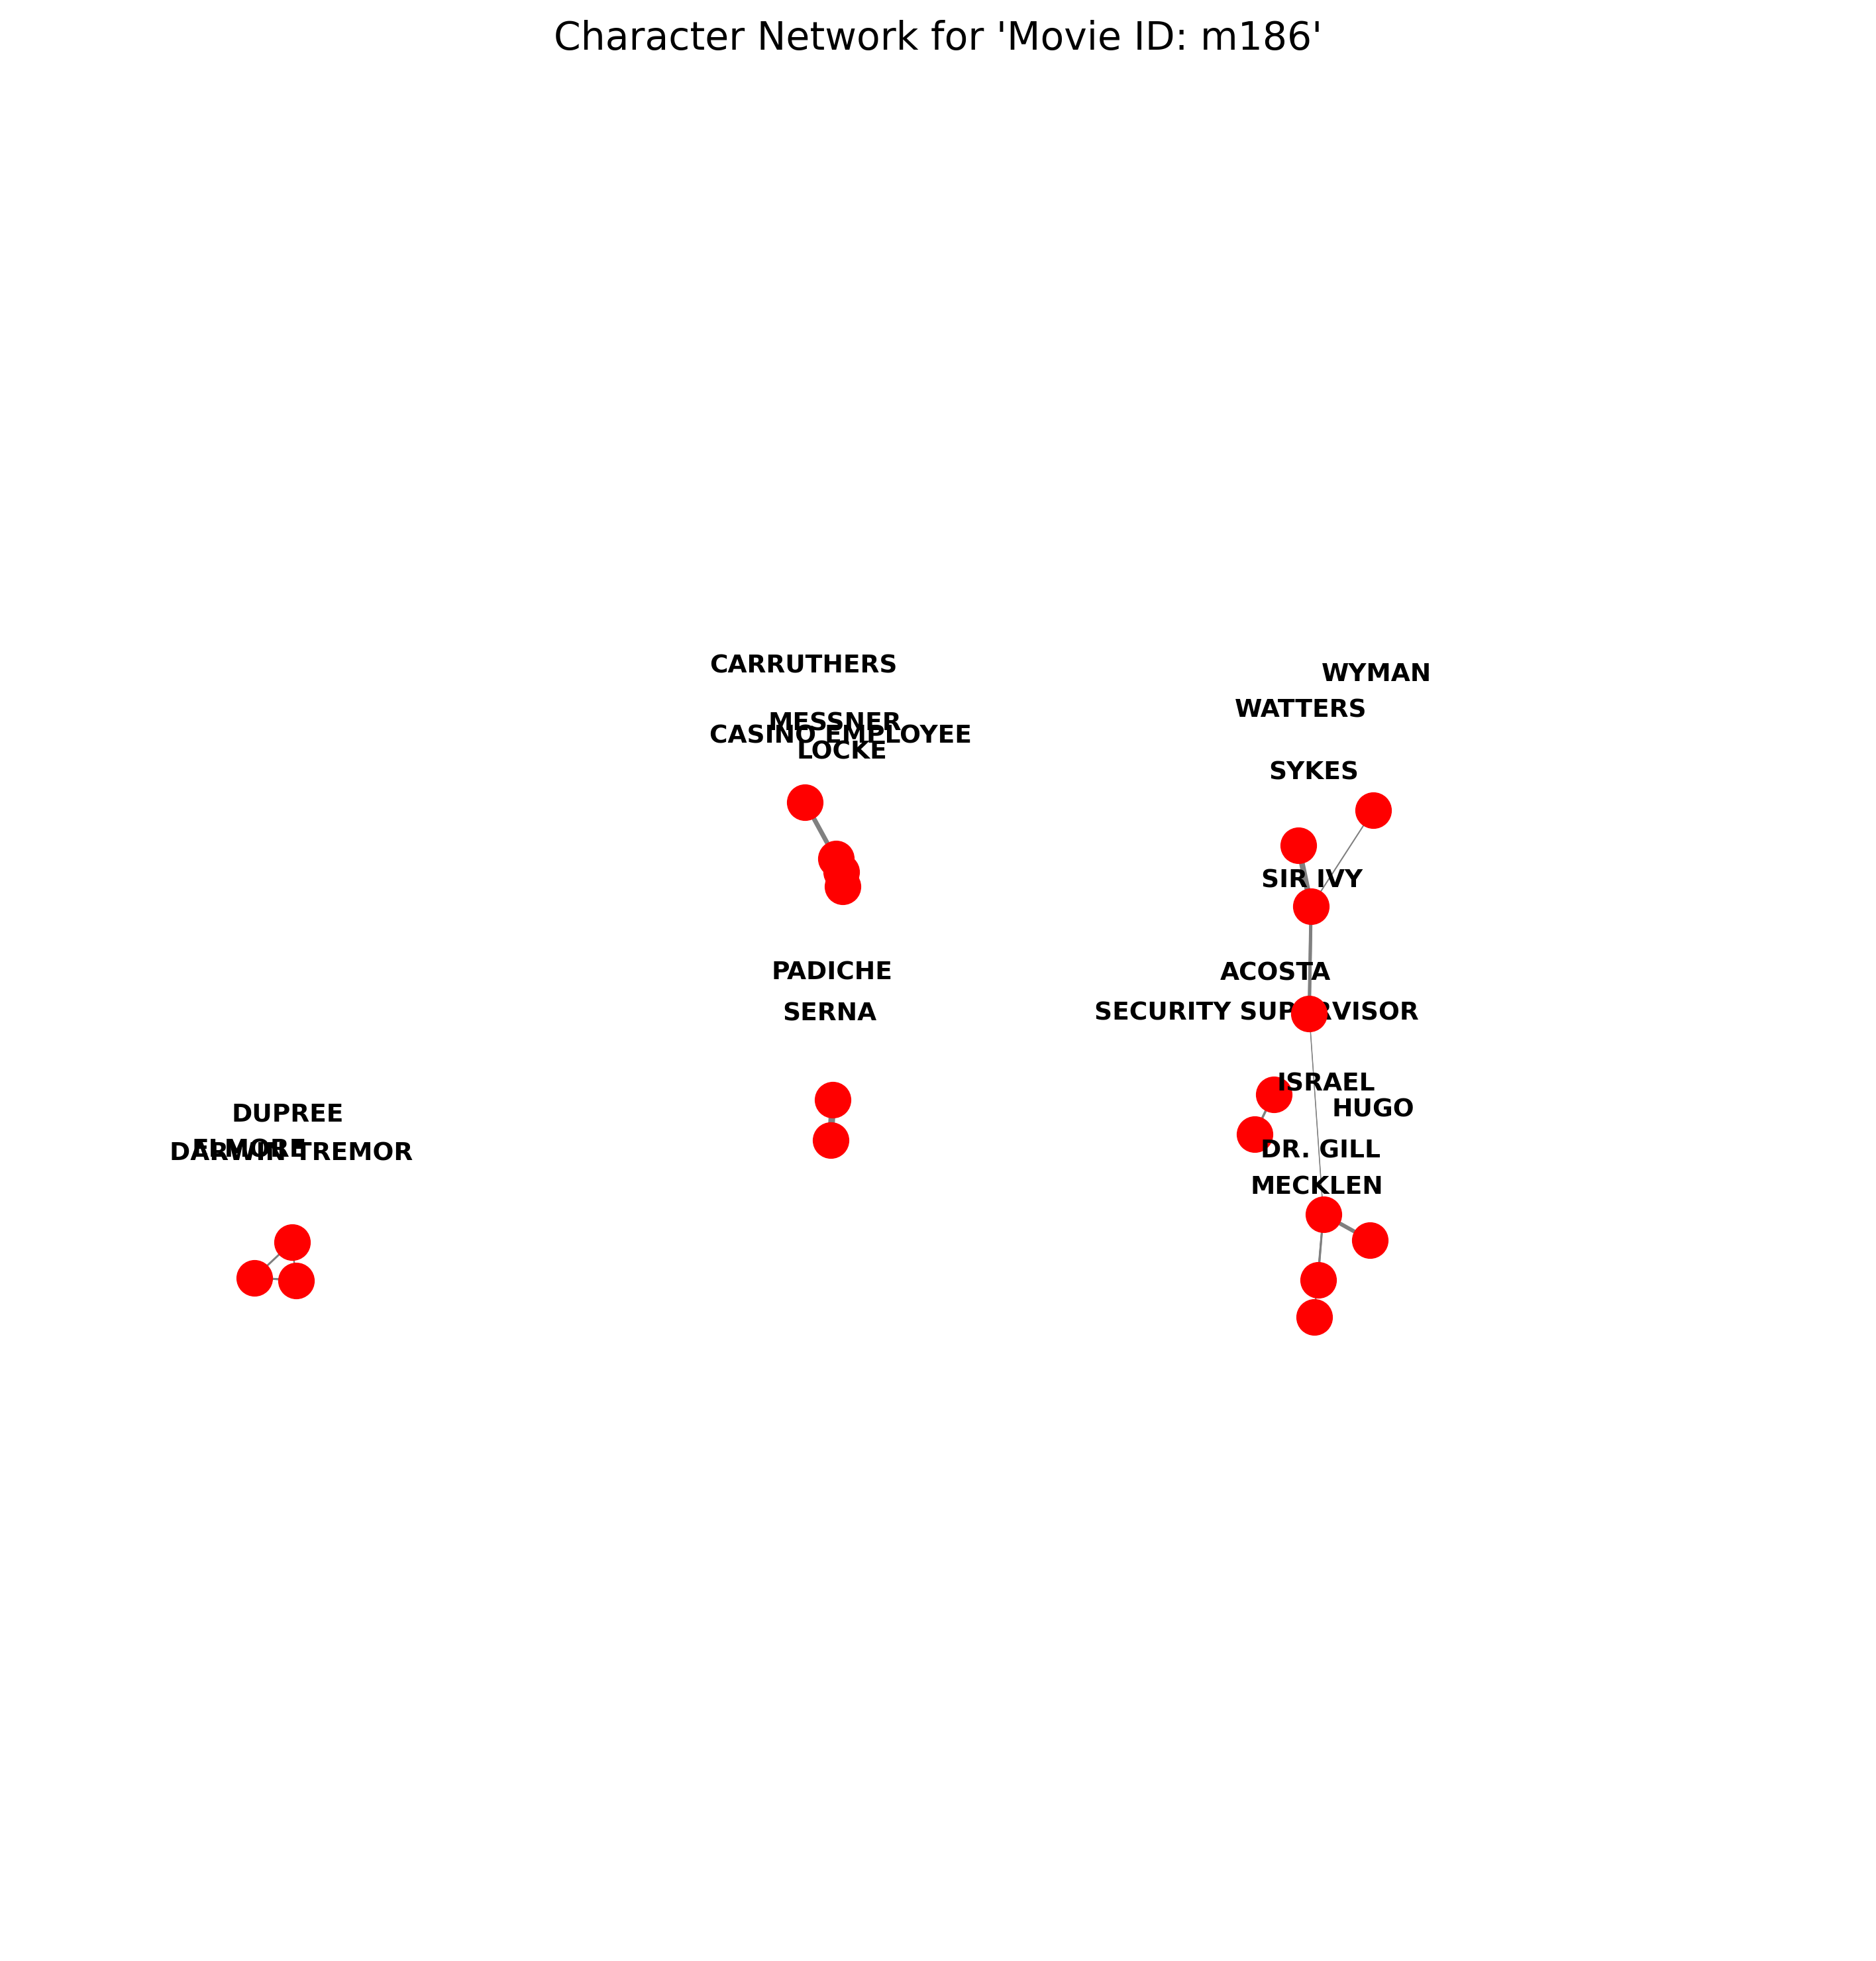 Character Network for 'Movie ID: m186'
CARRUTHERS
WYMAN
WATTERS
MESSNER
CASINO EMPLOYEE
LOCKE
SYKES
SIR IVY
PADICHE
ACOSTA
SERNA
SECURITY SUPERVISOR
ISRAEL
HUGO
DUPREE
ELMORE
DARWIN TREMOR
DR. GILL
MECKLEN